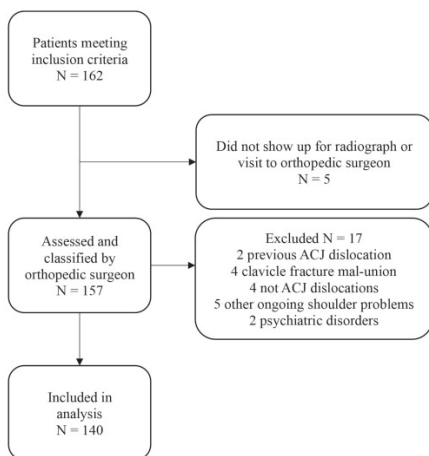 Patients meeting
inclusion criteria
N = 162
Did not show up for radiograph or
visit to orthopedic surgeon
N = 5
Assessed and
classified by
orthopedic surgeon
N = 157
Excluded N = 17
2 previous ACJ dislocation
4 clavicle fracture mal-union
4 not ACJ dislocations
5 other ongoing shoulder problems
2 psychiatric disorders
Included in
analysis
N = 140